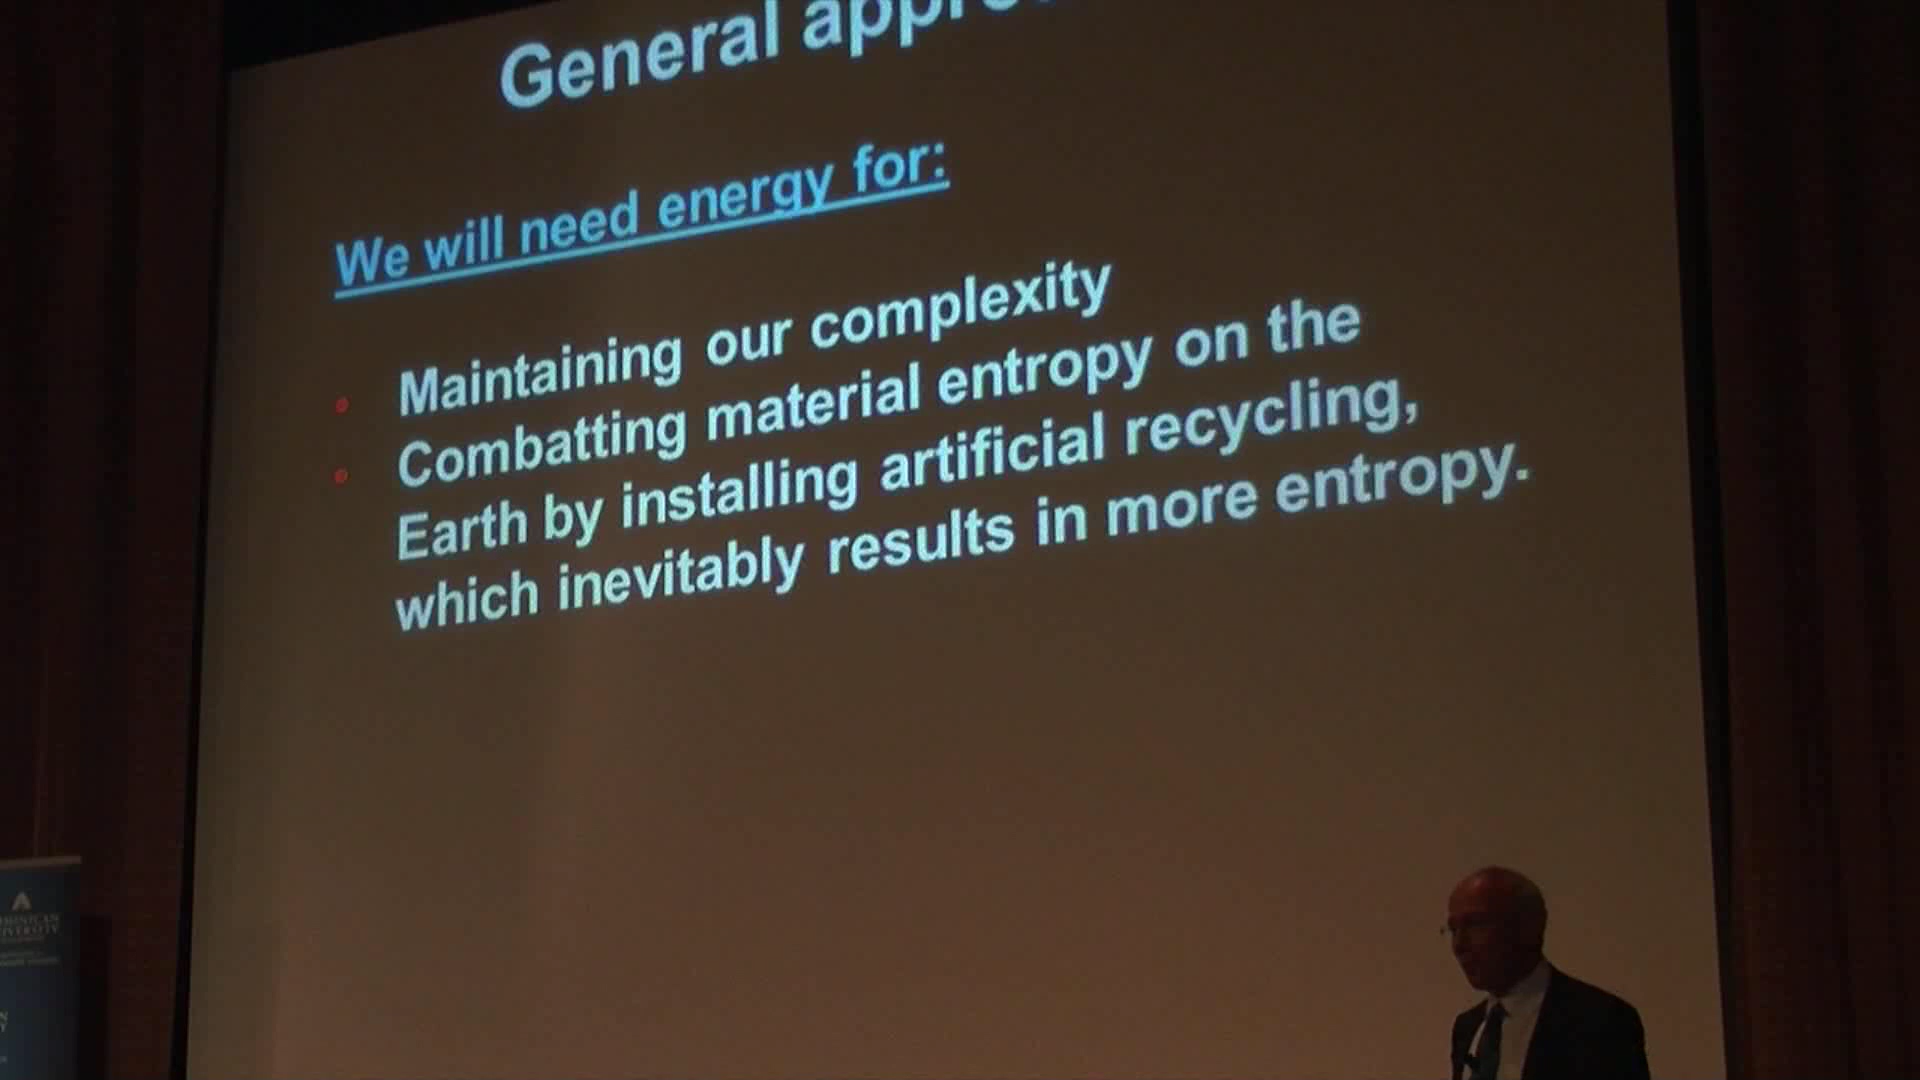 General
We will need energy for:
Maintaining our complexity
Combatting material entropy on the
Earth by installing artificial recycling,
which inevitably results in more entropy.